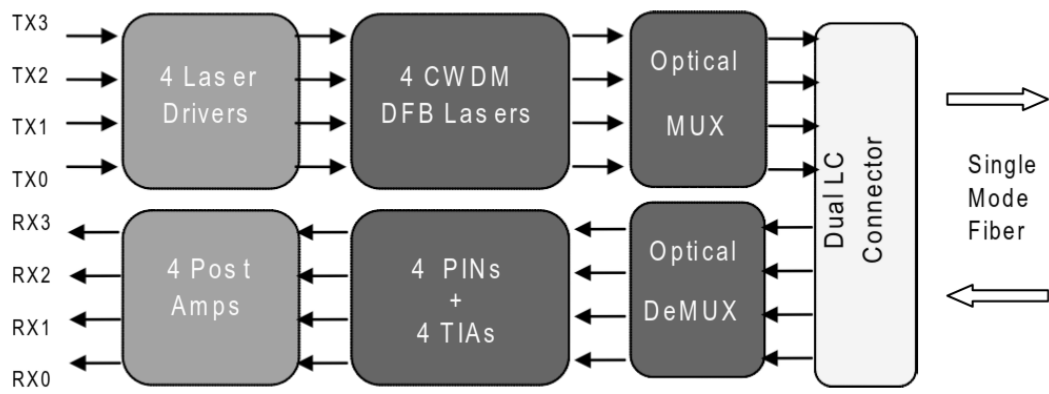 TX3
TX2
TX1
TX0
4 Laser
Drivers
4 CWDM
DFB Lasers
Optical
MUX
RX3
RX2
RX1
RX0
4 Post
Amps
4 PINs
+
4 TIAs
Optical
DeMUX
Dual LC
Connector
Single
Mode
Fiber